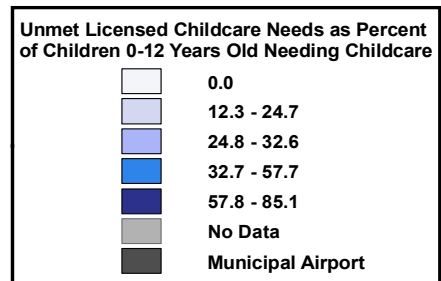 Unmet Licensed Childcare Needs as Percent
of Children 0-12 Years Old Needing Childcare
0.0
12.3 - 24.7
24.8 - 32.6
32.7 - 57.7
57.8 - 85.1
No Data
Municipal Airport